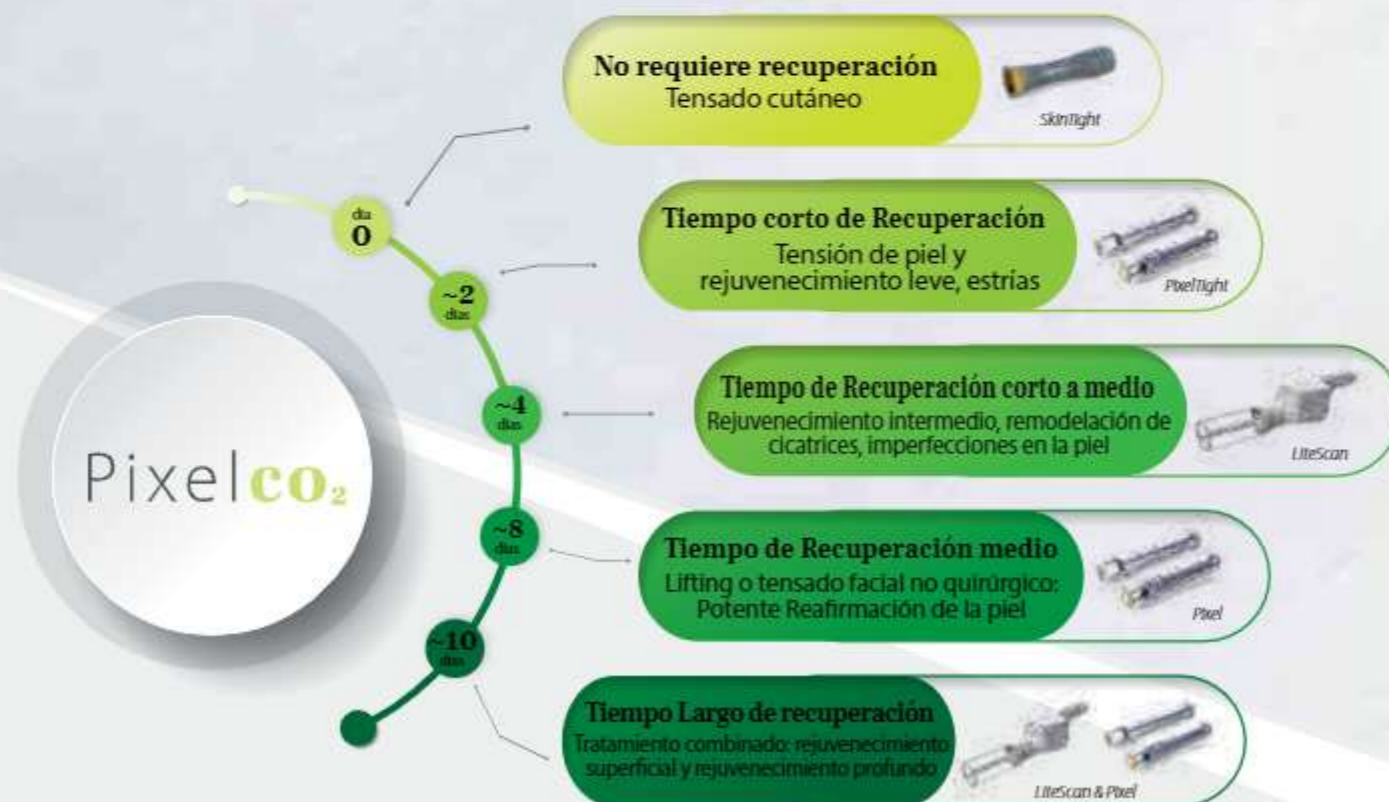 No requiere recuperación
Tensado cutáneo
SkinTight
día
0
Tiempo corto de Recuperación
Tensión de piel y
rejuvenecimiento leve, estrías
PixelTight
~2
días
Tiempo de Recuperación corto a medio
Rejuvenecimiento intermedio, remodelación de
cicatrices, imperfecciones en la piel
LiteScan
~4
días
Pixel co₂
Tiempo de Recuperación medio
Lifting o tensado facial no quirúrgico:
Potente Reafirmación de la piel
Pixel
~8
días
~10
días
Tiempo Largo de recuperación
Tratamiento combinado: rejuvenecimiento
superficial y rejuvenecimiento profundo
LiteScan & Pixel